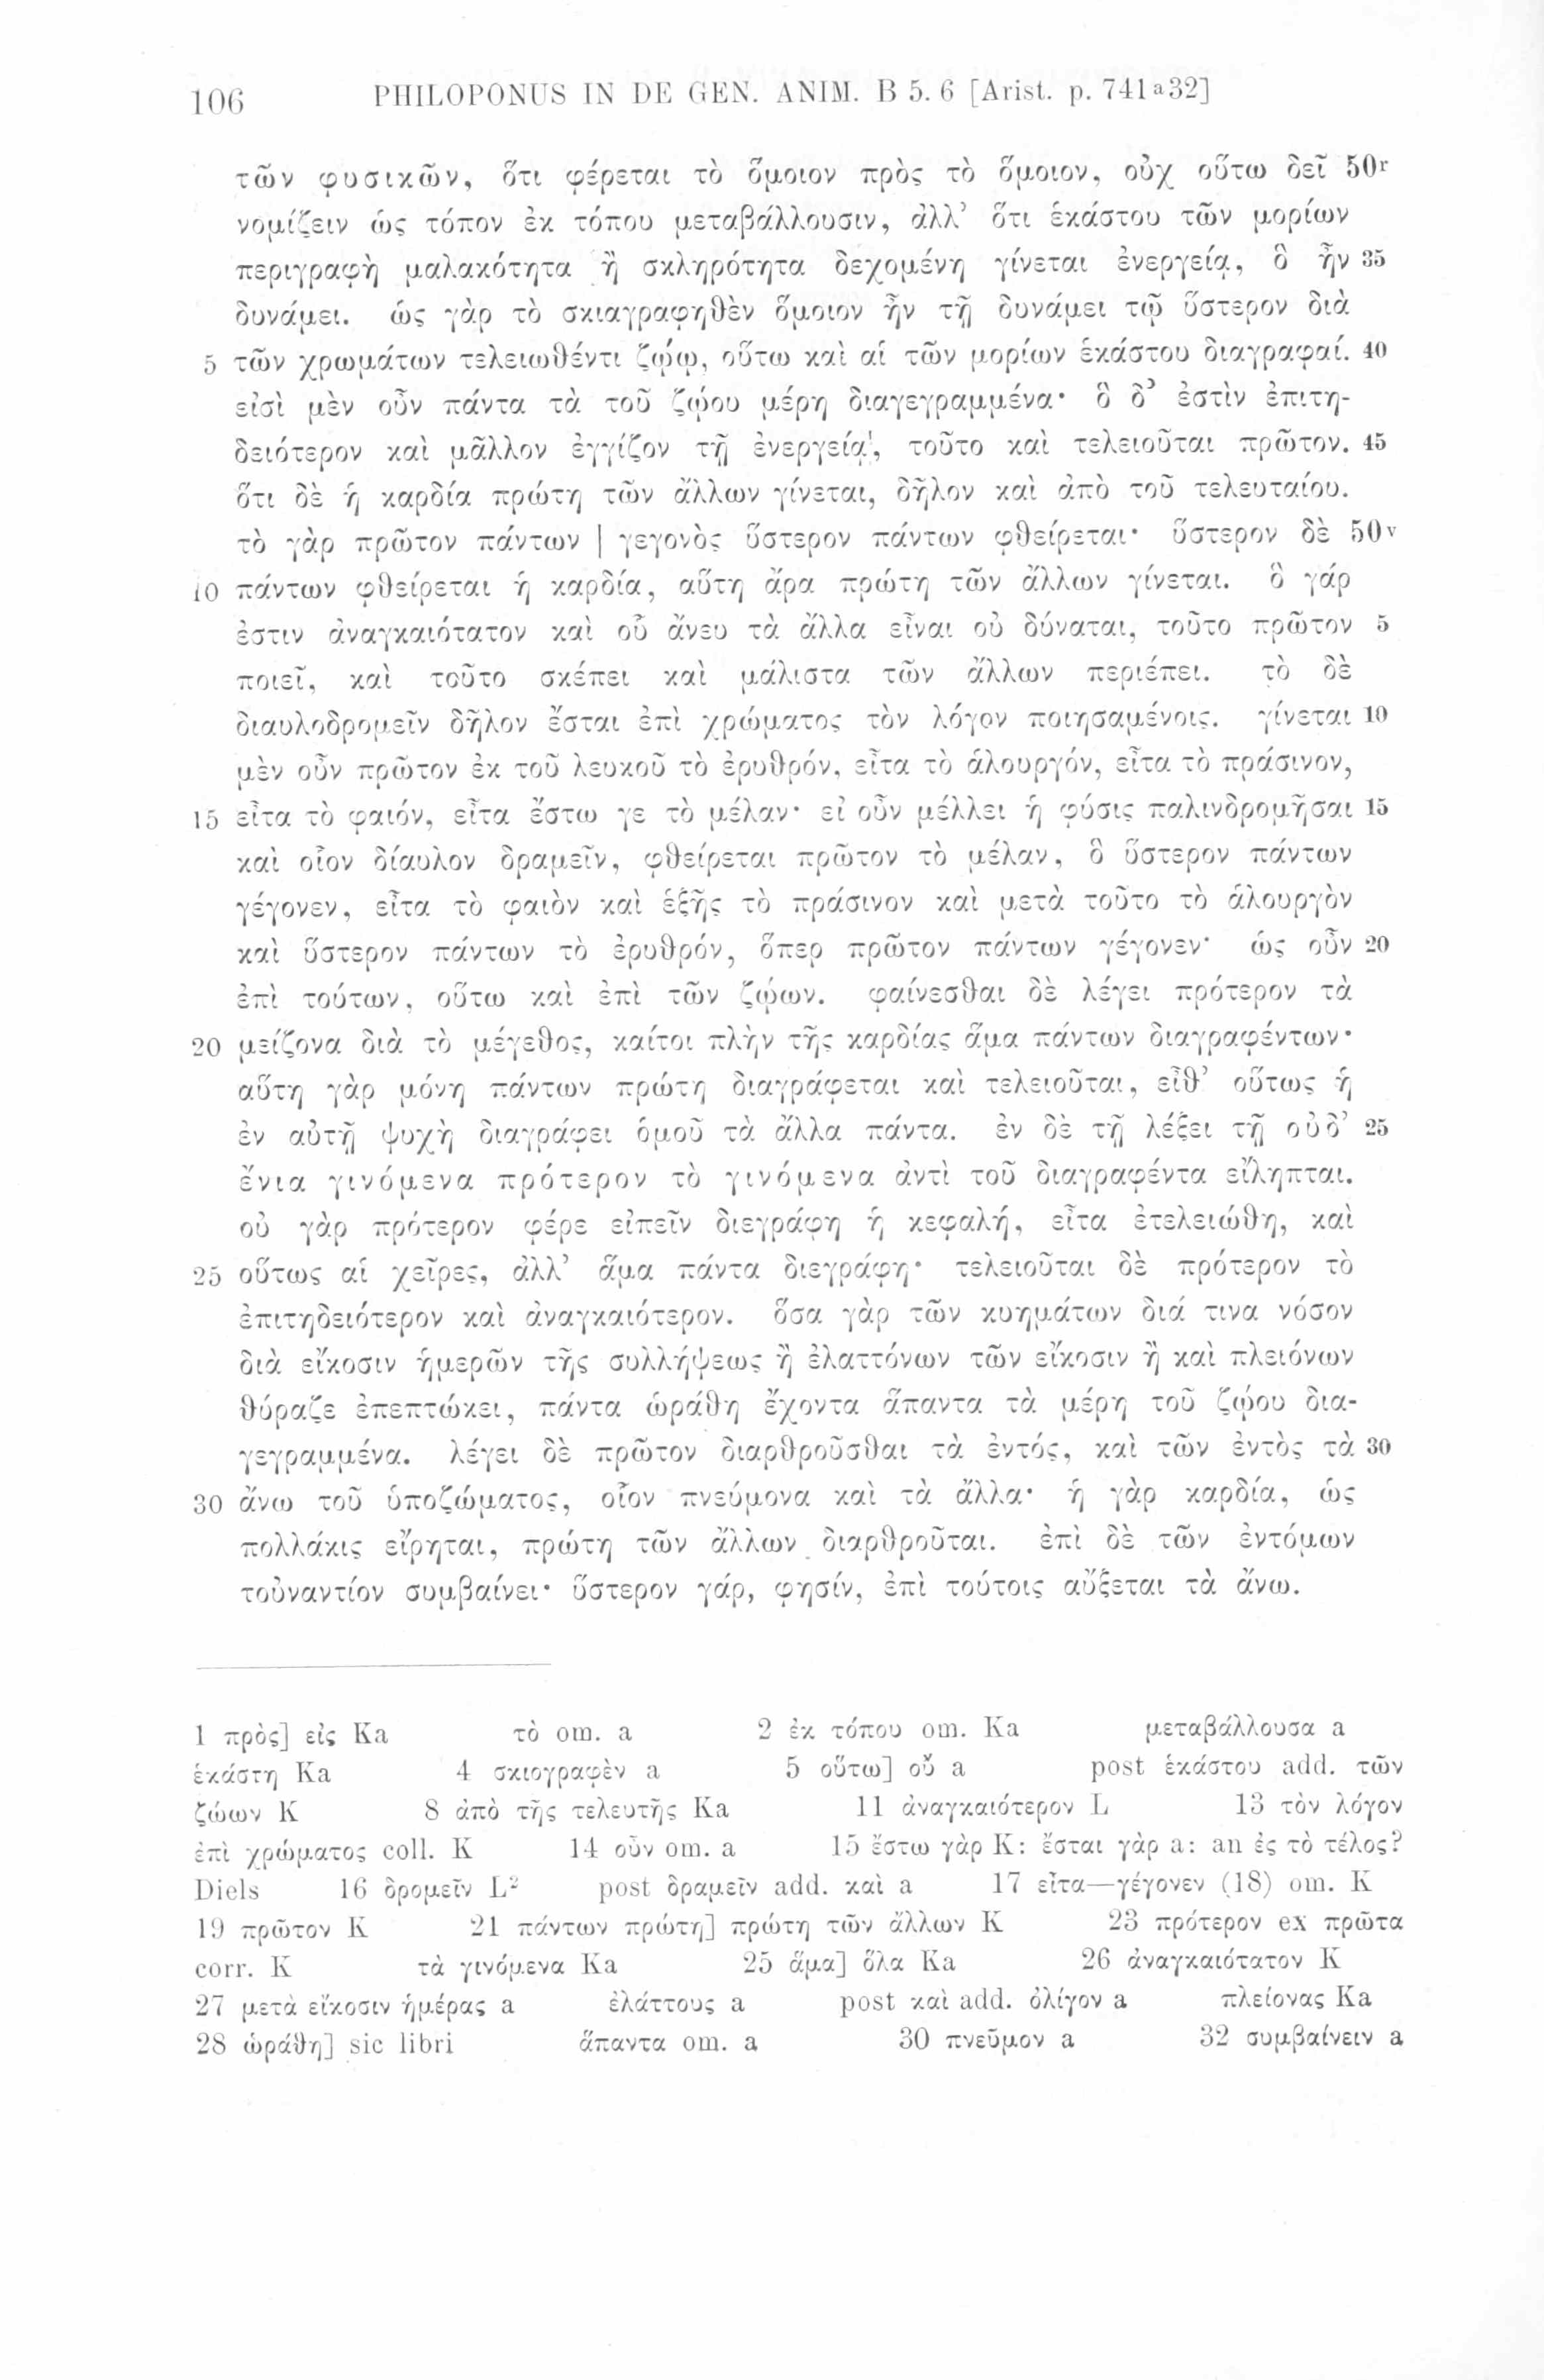 106 PHILOPONUS IN DE GEN. ANIM. B 5. 6 [Arist. p. 741a32]
τῶν φυσικῶν, ὅτι φέρεται τὸ ὅμοιον πρὸς τὸ ὅμοιον, οὐχ οὕτω δεῖ 50r
νομίζειν ὡς τόπον ἐκ τόπου μεταβάλλουσιν, ἀλλ’ ὅτι ἑκάστου τῶν μορίων
περιγραφὴ μαλακότητα ἢ σκληρότητα δεχομένη γίνεται ἐνεργείᾳ, ὃ ἦν 35
δυνάμει. ὡς γὰρ τὸ σκιαγραφηθὲν ὅμοιον ἦν τῇ δυνάμει τῷ ὕστερον διὰ
5 τῶν χρωμάτων τελειωθέντι ζῴῳ, οὕτω καὶ αἱ τῶν μορίων ἑκάστου διαγραφαί. 40
εἰσὶ μὲν οὖν πάντα τὰ τοῦ ζῴου μέρη διαγεγραμμένα· ὃ δ’ ἐστὶν ἐπιτη-
δειότερον καὶ μᾶλλον ἐγγίζον τῇ ἐνεργείᾳ, τοῦτο καὶ τελειοῦται πρῶτον. 45
ὅτι δὲ ἡ καρδία πρώτη τῶν ἄλλων γίνεται, δῆλον καὶ ἀπὸ τοῦ τελευταίου.
τὸ γὰρ πρῶτον πάντων | γεγονὸς ὕστερον πάντων φθείρεται· ὕστερον δὲ 50v
10 πάντων φθείρεται ἡ καρδία, αὕτη ἄρα πρώτη τῶν ἄλλων γίνεται. ὃ γάρ
ἐστιν ἀναγκαιότατον καὶ οὗ ἄνευ τὰ ἄλλα εἶναι οὐ δύναται, τοῦτο πρῶτον 5
ποιεῖ, καὶ τοῦτο σκέπει καὶ μάλιστα τῶν ἄλλων περιέπει. τὸ δὲ
διαυλοδρομεῖν δῆλον ἔσται ἐπὶ χρώματος τὸν λόγον ποιησαμένοις. γίνεται 10
μὲν οὖν πρῶτον ἐκ τοῦ λευκοῦ τὸ ἐρυθρόν, εἶτα τὸ ἁλουργόν, εἶτα τὸ πράσινον,
15 εἶτα τὸ φαιόν, εἶτα ἔστω γε τὸ μέλαν· εἰ οὖν μέλλει ἡ φύσις παλινδρομῆσαι 15
καὶ οἷον δίαυλον δραμεῖν, φθείρεται πρῶτον τὸ μέλαν, ὃ ὕστερον πάντων
γέγονεν, εἶτα τὸ φαιὸν καὶ ἑξῆς τὸ πράσινον καὶ μετὰ τοῦτο τὸ ἁλουργὸν
καὶ ὕστερον πάντων τὸ ἐρυθρόν, ὅπερ πρῶτον πάντων γέγονεν· ὡς οὖν 20
ἐπὶ τούτων, οὕτω καὶ ἐπὶ τῶν ζῴων. φαίνεσθαι δὲ λέγει πρότερον τὰ
20 μείζονα διὰ τὸ μέγεθος, καίτοι πλὴν τῆς καρδίας ἅμα πάντων διαγραφέντων·
αὕτη γὰρ μόνη πάντων πρώτη διαγράφεται καὶ τελειοῦται, εἶθ’ οὕτως ἡ
ἐν αὐτῇ ψυχὴ διαγράφει ὁμοῦ τὰ ἄλλα πάντα. ἐν δὲ τῇ λέξει τῇ οὐδ’ 25
ἔνια γινόμενα πρότερον τὸ γινόμενα ἀντὶ τοῦ διαγραφέντα εἴληπται.
οὐ γὰρ πρότερον φέρε εἰπεῖν διεγράφη ἡ κεφαλή, εἶτα ἐτελειώθη, καὶ
25 οὕτως αἱ χεῖρες, ἀλλ’ ἅμα πάντα διεγράφη· τελειοῦται δὲ πρότερον τὸ
ἐπιτηδειότερον καὶ ἀναγκαιότερον. ὅσα γὰρ τῶν κυημάτων διά τινα νόσον
διὰ εἴκοσιν ἡμερῶν τῆς συλλήψεως ἢ ἐλαττόνων τῶν εἴκοσιν ἢ καὶ πλειόνων
θύραζε ἐπεπτώκει, πάντα ὡράθη ἔχοντα ἅπαντα τὰ μέρη τοῦ ζῴου δια-
γεγραμμένα. λέγει δὲ πρῶτον διαρθροῦσθαι τὰ ἐντός, καὶ τῶν ἐντὸς τὰ 30
30 ἄνω τοῦ ὑποζώματος, οἷον πνεύμονα καὶ τὰ ἄλλα· ἡ γὰρ καρδία, ὡς
πολλάκις εἴρηται, πρώτη τῶν ἄλλων διαρθροῦται. ἐπὶ δὲ τῶν ἐντόμων
τοὐναντίον συμβαίνει· ὕστερον γάρ, φησίν, ἐπὶ τούτοις αὔξεται τὰ ἄνω.
1 πρὸς] εἰς Ka τὸ om. a 2 ἐκ τόπου om. Ka μεταβάλλουσα a
ἑκάστη Ka 4 σκιογραφὲν a 5 οὕτω] οὗ a post ἑκάστου add. τῶν
ζώων K 8 ἀπὸ τῆς τελευτῆς Ka 11 ἀναγκαιότερον L 13 τὸν λόγον
ἐπὶ χρώματος coll. K 14 οὖν om. a 15 ἔστω γὰρ K: ἔσται γὰρ a: an ἐς τὸ τέλος?
Diels 16 δρομεῖν L2 post δραμεῖν add. καὶ a 17 εἶτα—γέγονεν (18) om. K
19 πρῶτον K 21 πάντων πρώτη] πρώτη τῶν ἄλλων K 23 πρότερον ex πρῶτα
corr. K τὰ γινόμενα Ka 25 ἅμα] ὅλα Ka 26 ἀναγκαιότατον K
27 μετὰ εἴκοσιν ἡμέρας a ἐλάττους a post καὶ add. ὀλίγον a πλείονας Ka
28 ὡράθη] sic libri ἅπαντα om. a 30 πνεῦμον a 32 συμβαίνειν a